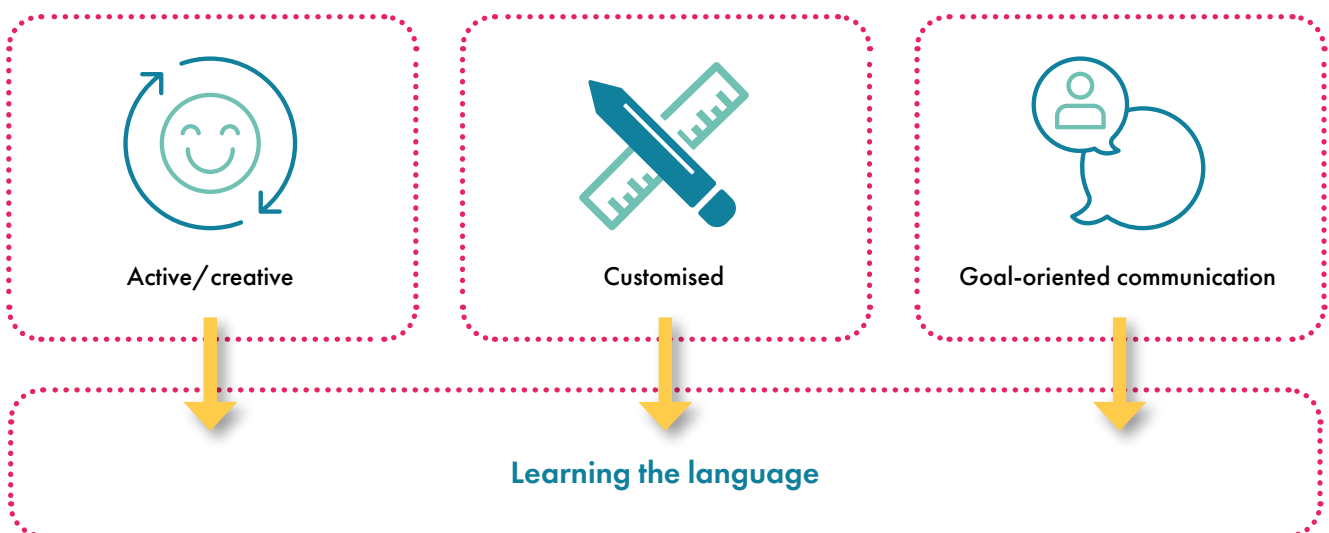 Active/creative
Customised
Goal-oriented communication
Learning the language